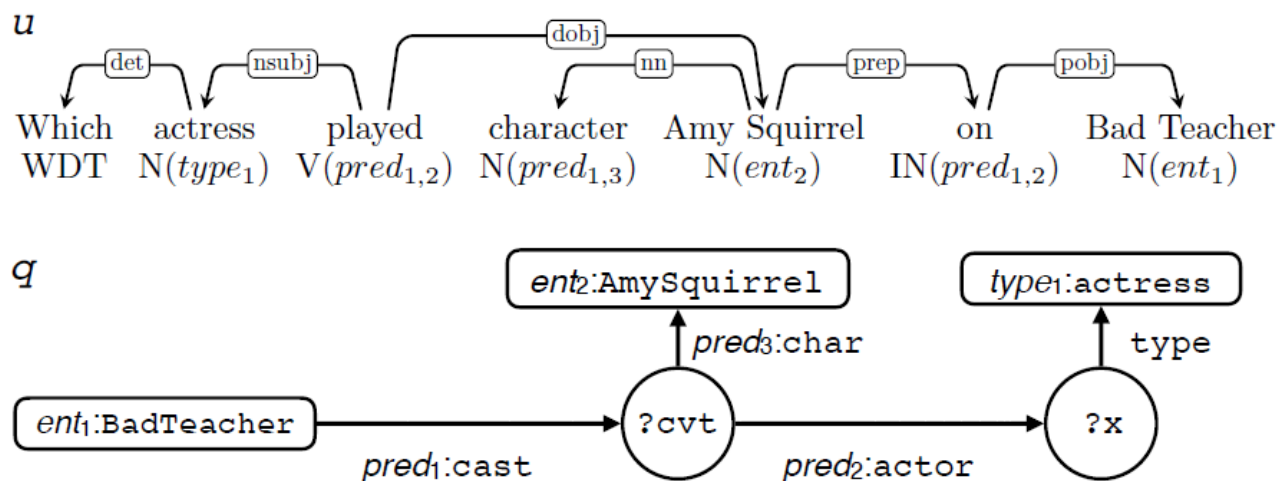 u
dobj
det nsubj nn prep pobj
Which actress played character Amy Squirrel on Bad Teacher
WDT N(type₁) V(pred₁,₂) N(pred₁,₃) N(ent₂) IN(pred₁,₂) N(ent₁)
q
ent₂:AmySquirrel type₁:actress
pred₃:char type
ent₁:BadTeacher ?cvt ?x
pred₁:cast pred₂:actor